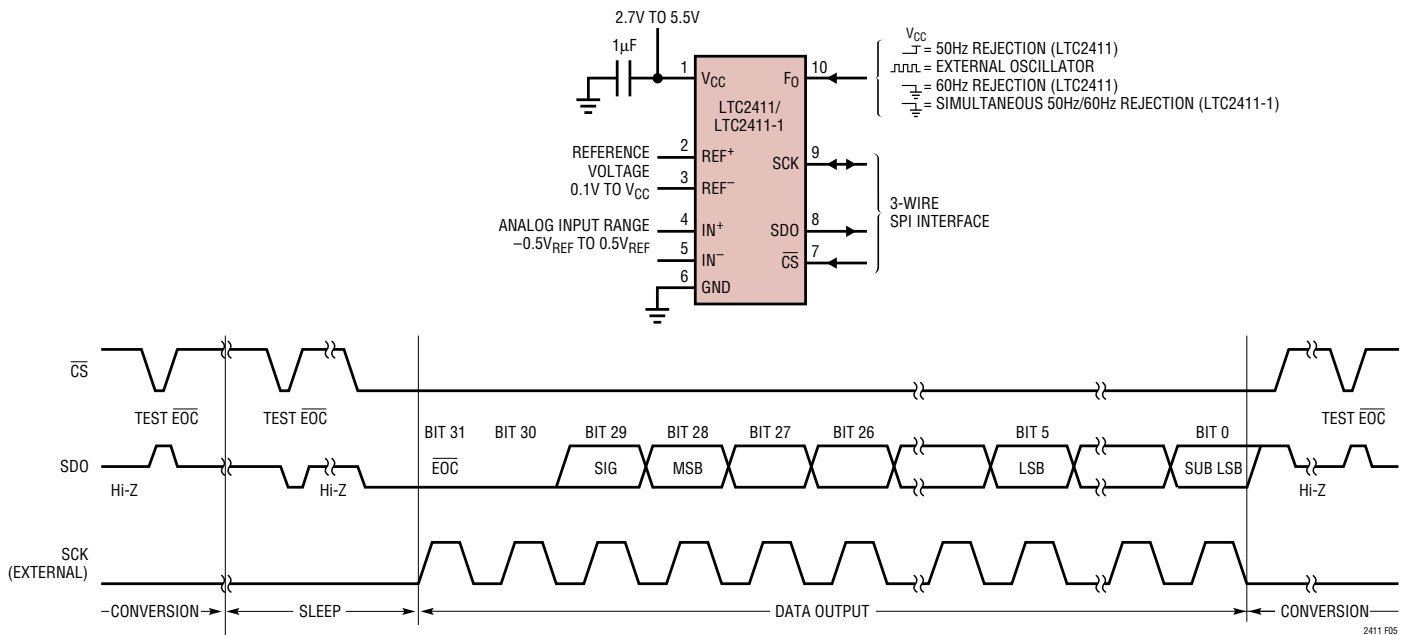 2.7V TO 5.5V
1µF
1
VCC
LTC2411/
LTC2411-1
FO
10
VCC
= 50Hz REJECTION (LTC2411)
= EXTERNAL OSCILLATOR
= 60Hz REJECTION (LTC2411)
= SIMULTANEOUS 50Hz/60Hz REJECTION (LTC2411-1)
REFERENCE
VOLTAGE
0.1V TO VCC
2
REF+
3
REF−
SCK
9
ANALOG INPUT RANGE
−0.5VREF TO 0.5VREF
4
IN+
5
IN−
6
GND
SDO
8
CS
7
3-WIRE
SPI INTERFACE
CS
TEST EOC
TEST EOC
TEST EOC
BIT 31
BIT 30
BIT 29
BIT 28
BIT 27
BIT 26
BIT 5
BIT 0
SDO
EOC
SIG
MSB
LSB
SUB LSB
Hi-Z
Hi-Z
Hi-Z
SCK
(EXTERNAL)
CONVERSION
SLEEP
DATA OUTPUT
CONVERSION
2411 F05